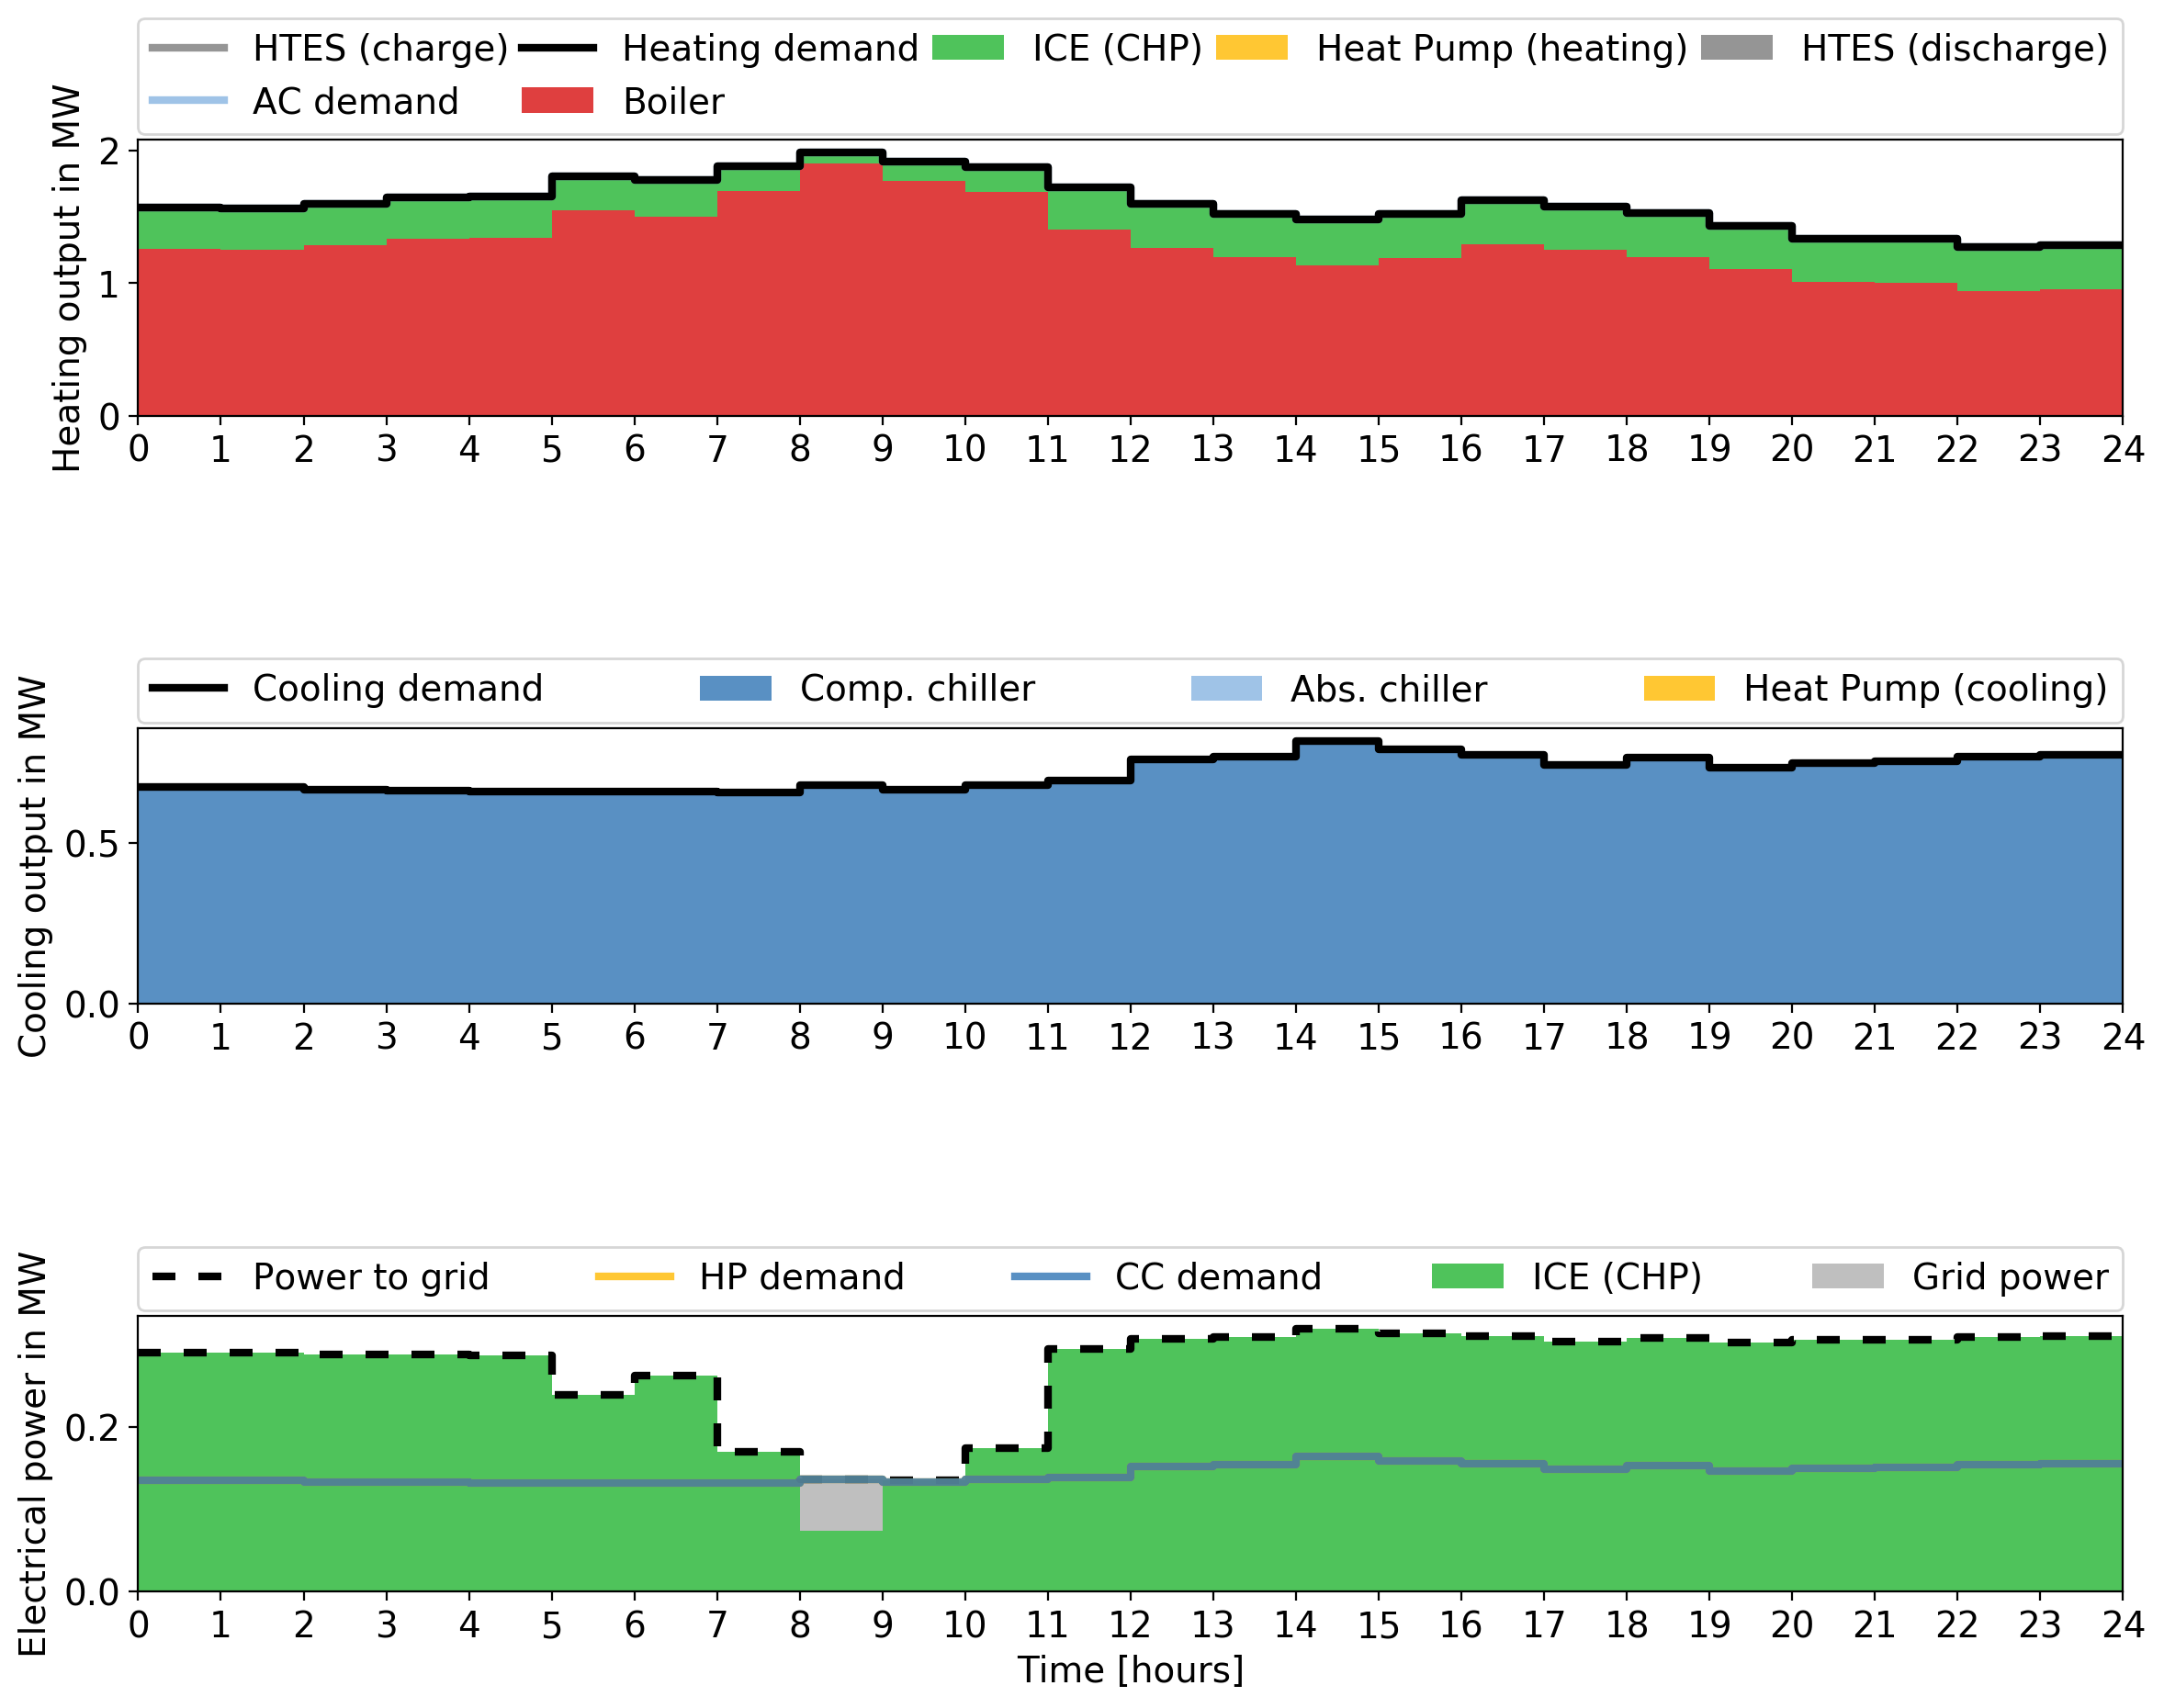 HTES (charge) Heating demand ICE (CHP) Heat Pump (heating) HTES (discharge)
AC demand Boiler
Heating output in MW
2
1
0
0 1 2 3 4 5 6 7 8 9 10 11 12 13 14 15 16 17 18 19 20 21 22 23 24
Cooling demand Comp. chiller Abs. chiller Heat Pump (cooling)
Cooling output in MW
0.5
0.0
0 1 2 3 4 5 6 7 8 9 10 11 12 13 14 15 16 17 18 19 20 21 22 23 24
Power to grid HP demand CC demand ICE (CHP) Grid power
Electrical power in MW
0.2
0.0
0 1 2 3 4 5 6 7 8 9 10 11 12 13 14 15 16 17 18 19 20 21 22 23 24
Time [hours]